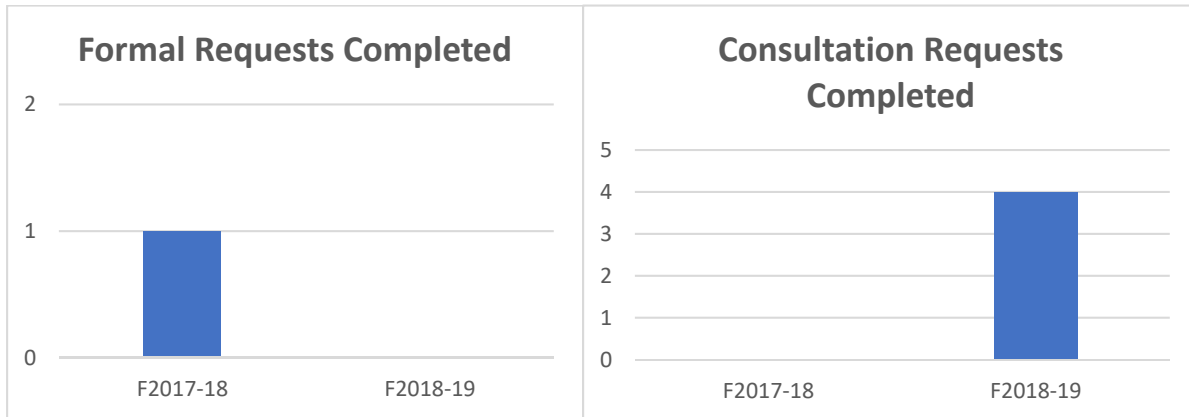 Formal Requests Completed
2
1
0
F2017-18 F2018-19
Consultation Requests
Completed
5
4
3
2
1
0
F2017-18 F2018-19